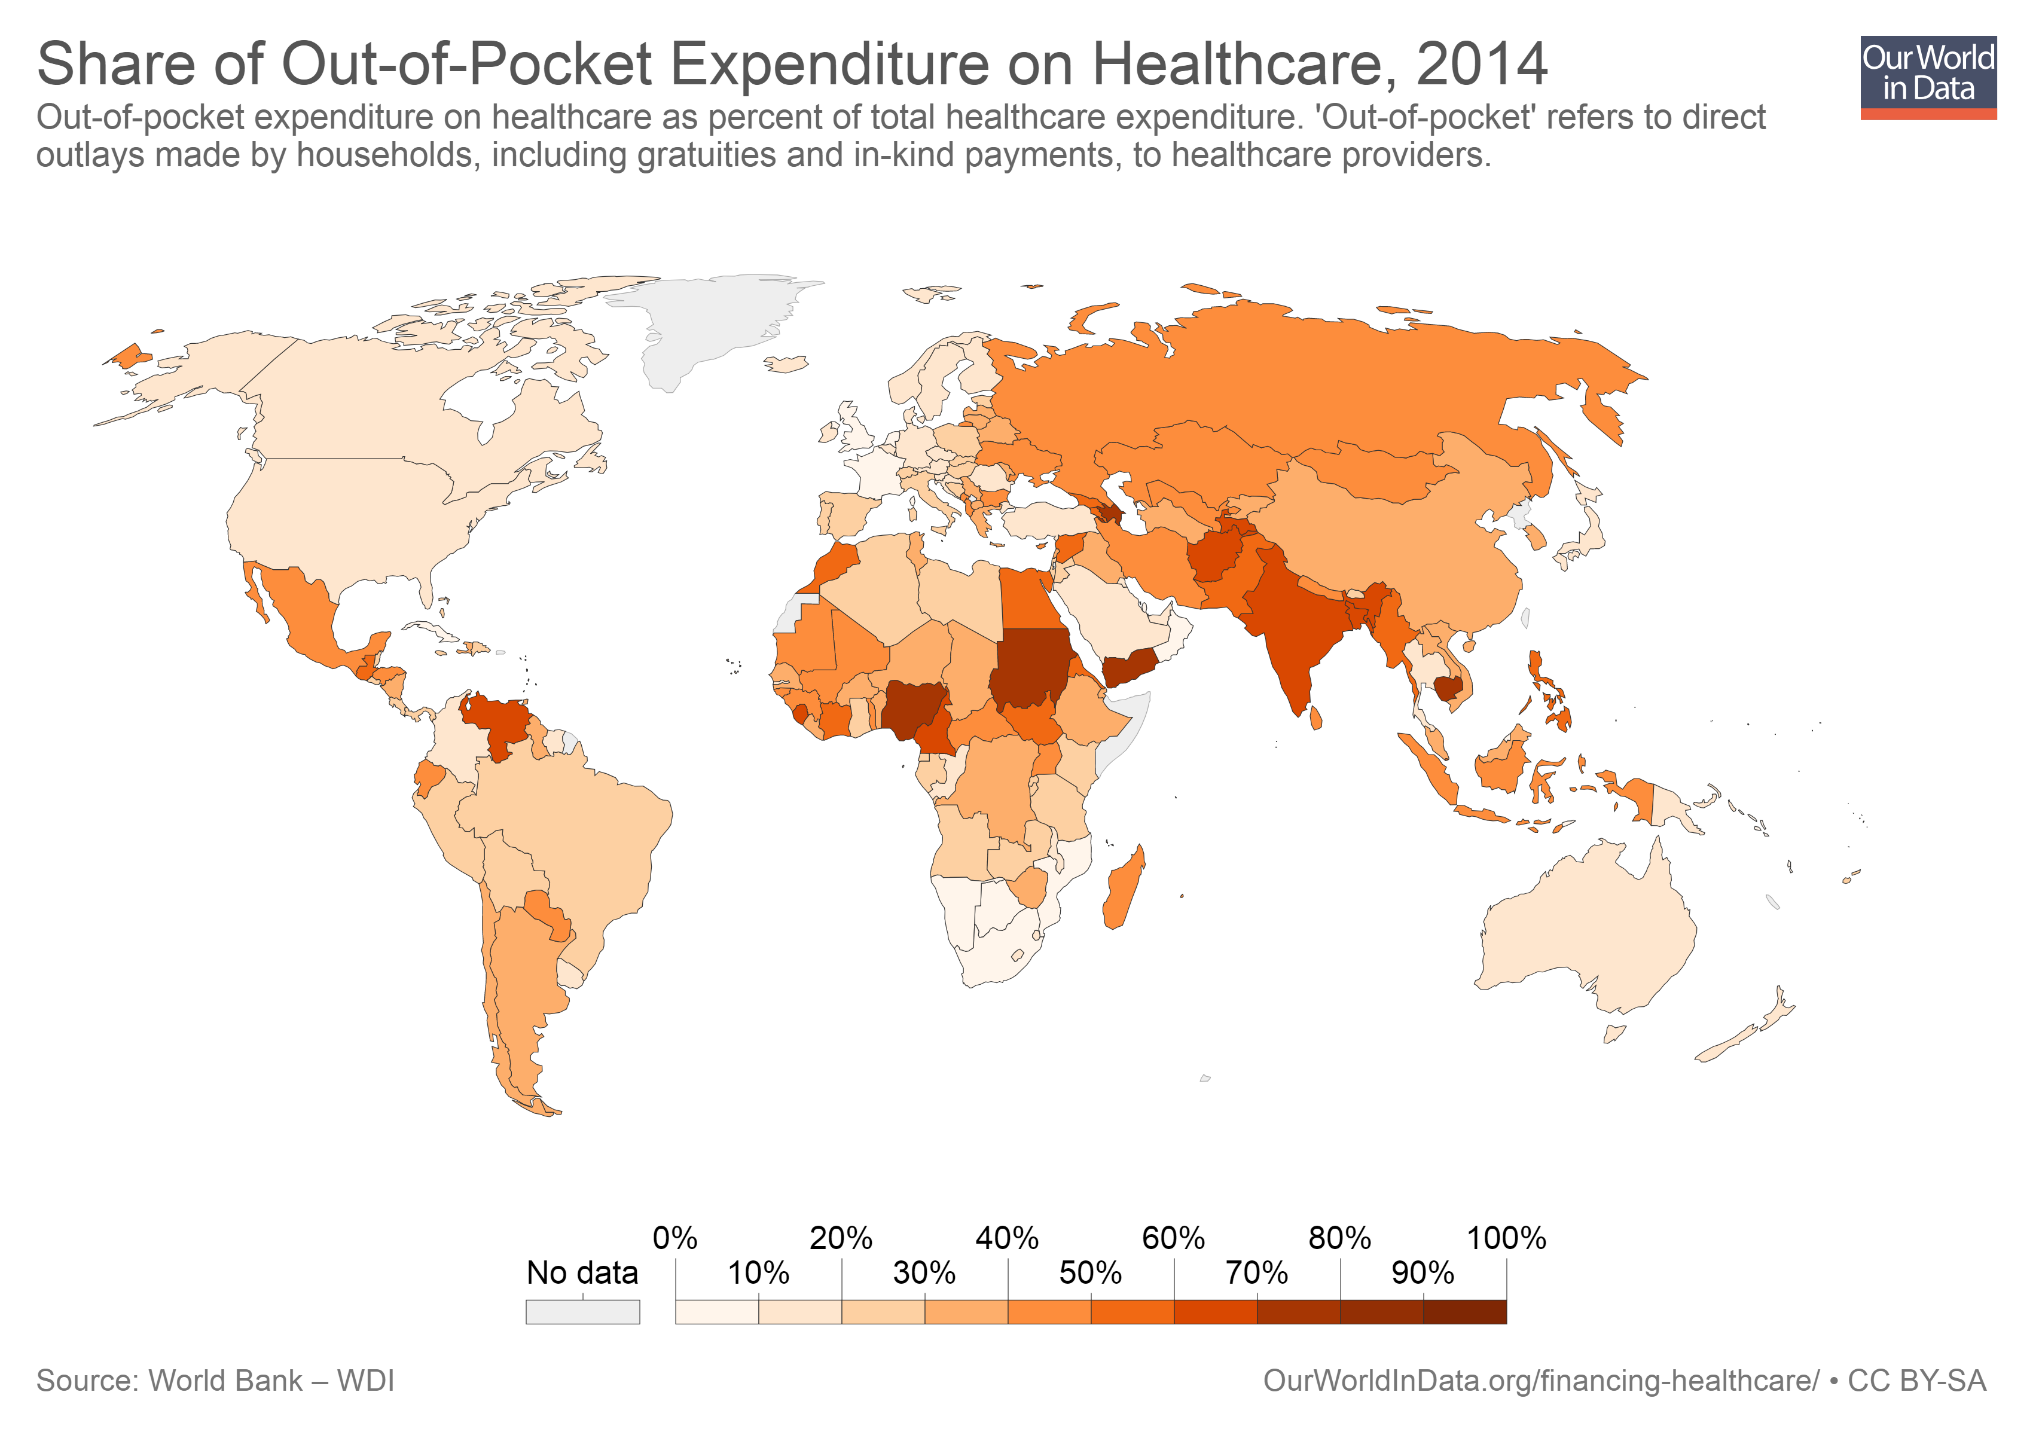 Share of Out-of-Pocket Expenditure on Healthcare, 2014
Our World
in Data
Out-of-pocket expenditure on healthcare as percent of total healthcare expenditure. 'Out-of-pocket' refers to direct
outlays made by households, including gratuities and in-kind payments, to healthcare providers.
0% 20% 40% 60% 80% 100%
No data 10% 30% 50% 70% 90%
Source: World Bank – WDI
OurWorldInData.org/financing-healthcare/ • CC BY-SA